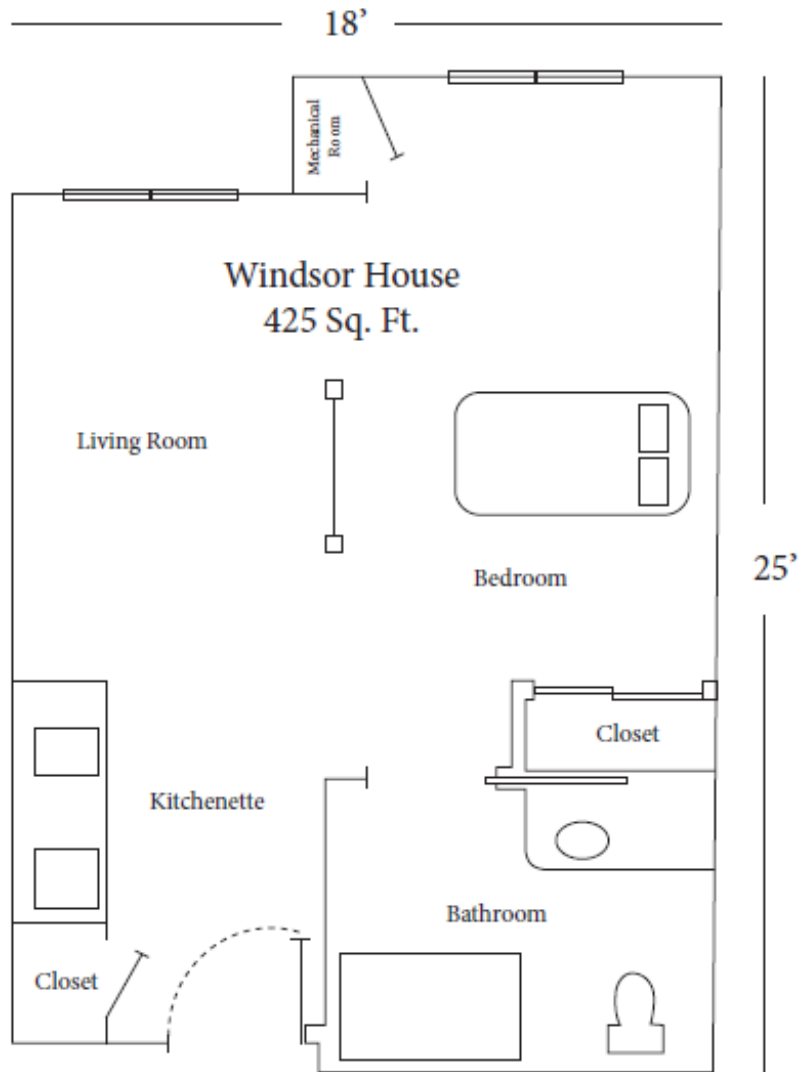 18’
Mechanical
Room
Windsor House
425 Sq. Ft.
Living Room
Bedroom
25’
Closet
Kitchenette
Bathroom
Closet